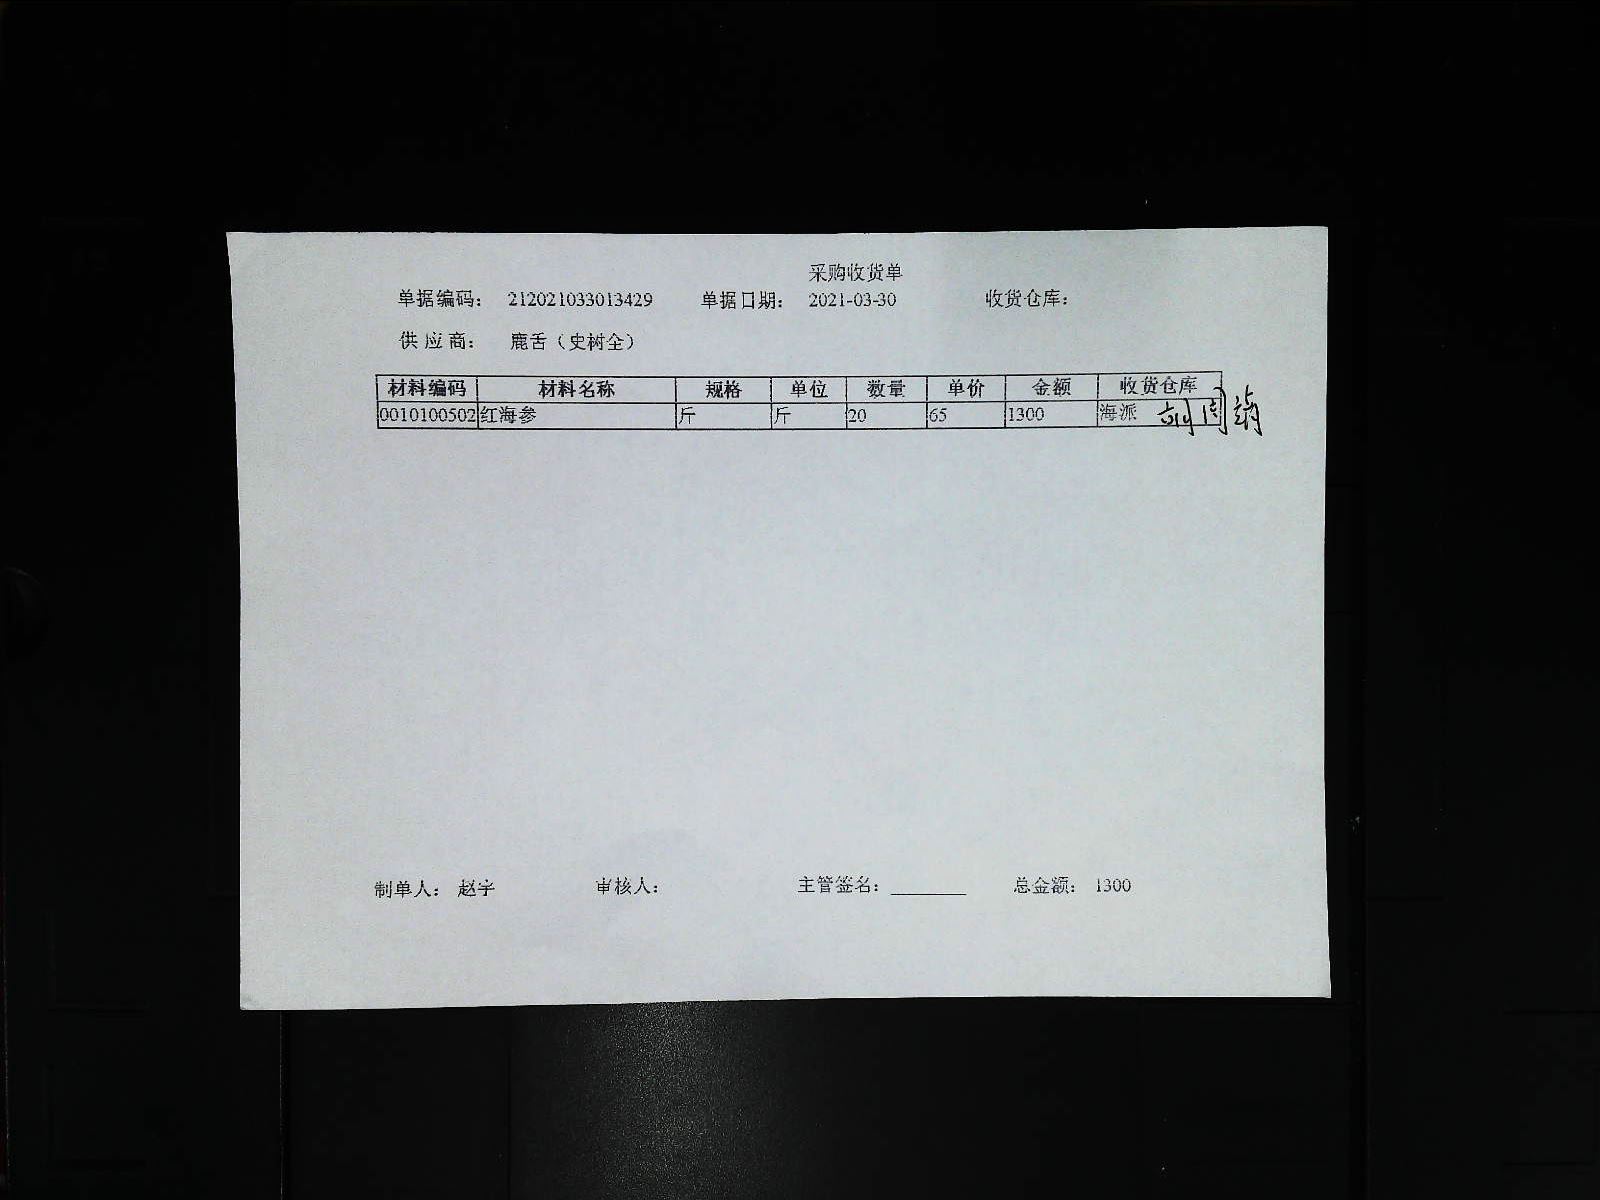 采购收货单
单据编码： 212021033013429 单据日期： 2021-03-30 收货仓库：
供 应 商： 鹿舌（史树全）
材料编码 材料名称 规格 单位 数量 单价 金额 收货仓库
0010100502 红海参 斤 斤 20 65 1300 海派
制单人： 赵宇 审核人： 主管签名： 总金额： 1300